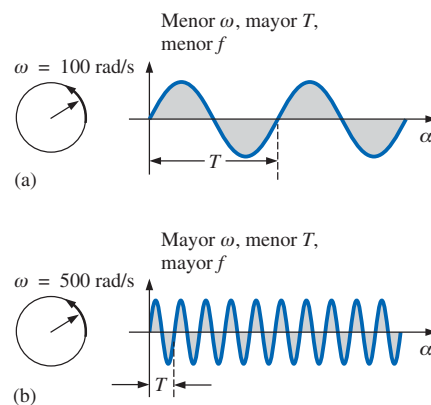 Menor ω, mayor T,
menor f
ω = 100 rad/s
α
T
(a)
Mayor ω, menor T,
mayor f
ω = 500 rad/s
α
T
(b)